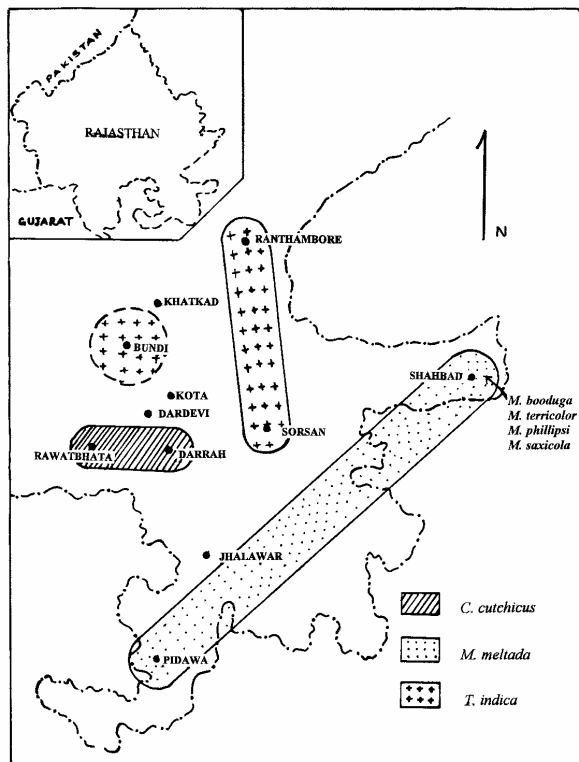 PAKISTAN
RAJASTHAN
GUJARAT
N
RANTHAMBORE
KHATKAD
BUNDI
SHAHBAD
KOTA
M. booduga
M. terricolor
M. phillipsi
M. saxicola
DARDEVI
SORSAN
RAWATBHATA
DARRAH
JHALAWAR
C. cutchicus
M. meltada
PIDAWA
T. indica